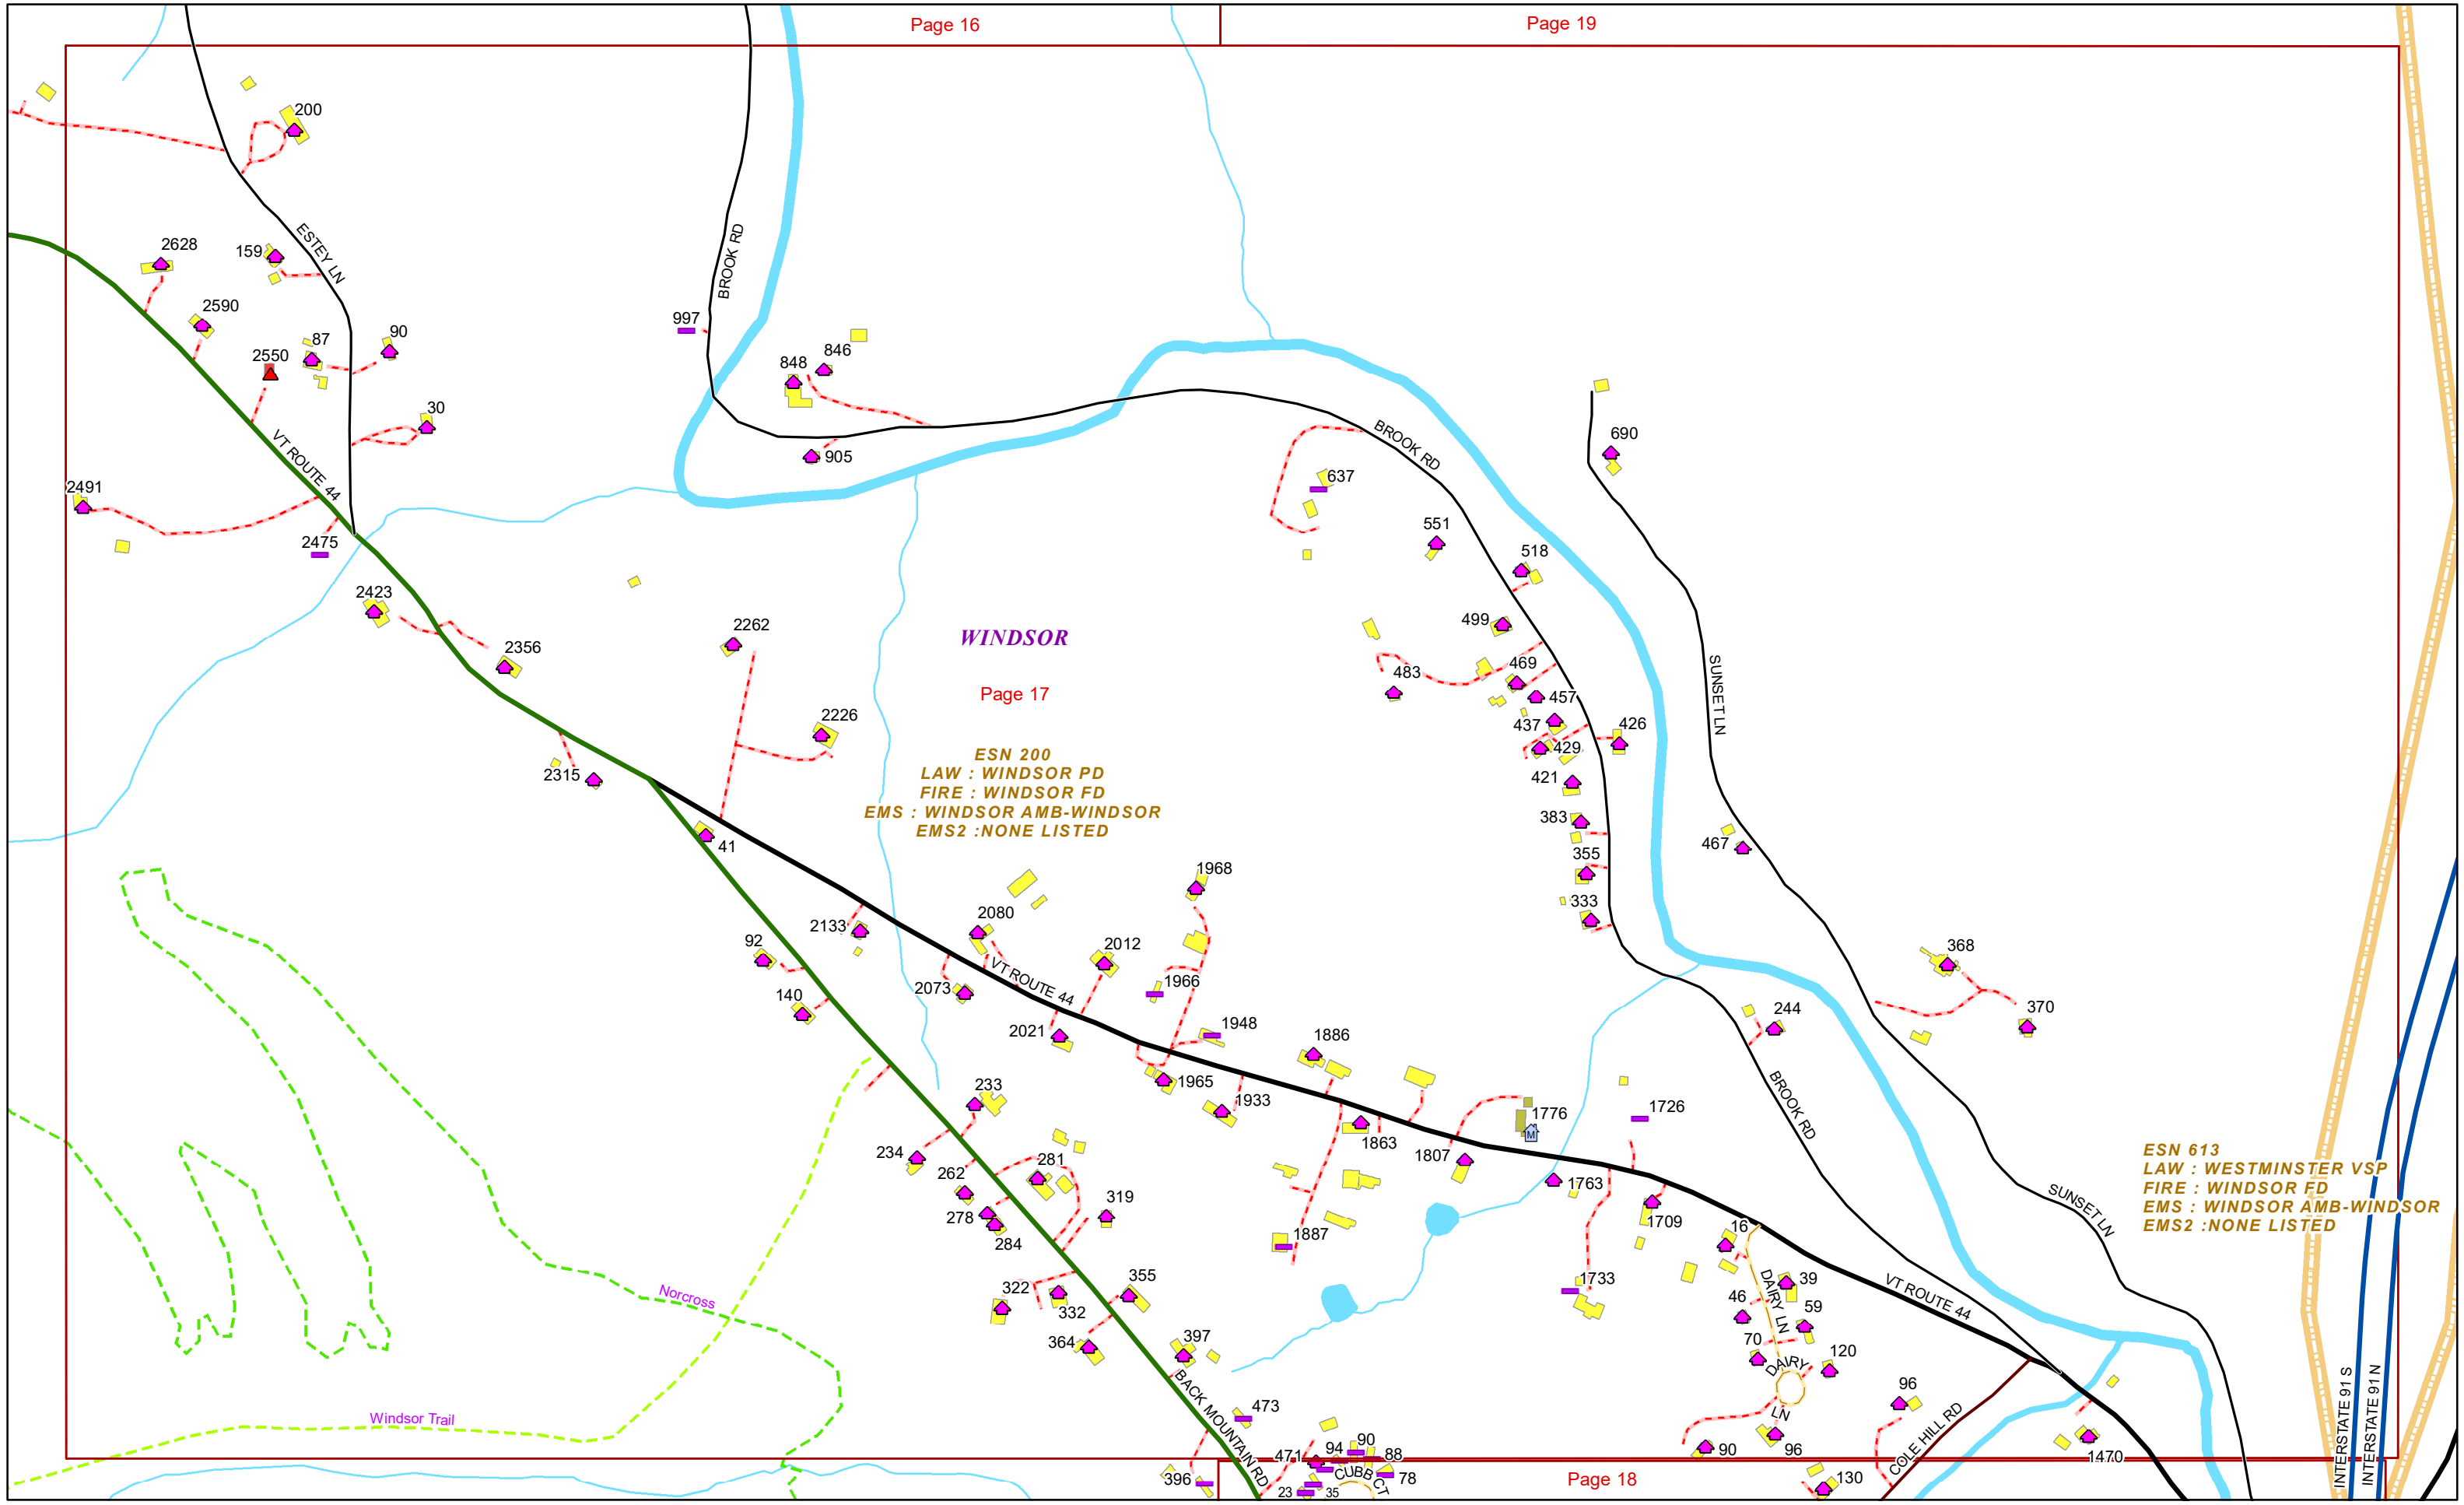 Page 16
Page 19
200
ESTEY LN
2628
159
BROOK RD
2590
997
87
90
2550
848
846
30
VT ROUTE 44
905
BROOK RD
690
2491
637
2475
551
518
2423
499
2262
WINDSOR
2356
469
483
SUNSET LN
Page 17
457
2226
437
426
429
ESN 200
LAW : WINDSOR PD
FIRE : WINDSOR FD
EMS : WINDSOR AMB-WINDSOR
EMS2 :NONE LISTED
2315
421
383
41
467
355
1968
333
2080
2133
92
2012
368
VT ROUTE 44
1966
2073
140
370
244
2021
1948
1886
1965
233
1933
1776
M
1726
BROOK RD
1863
234
1807
281
262
1763
ESN 613
LAW : WESTMINSTER VSP
FIRE : WINDSOR FD
EMS : WINDSOR AMB-WINDSOR
EMS2 :NONE LISTED
278
319
284
1709
SUNSET LN
16
1887
322
355
1733
39
DAIRY LN
VT ROUTE 44
Norcross
332
46
59
364
397
70
120
DAIRY
LN
BACK MOUNTAIN RD
96
473
Windsor Trail
COLE HILL RD
INTERSTATE 91 S
INTERSTATE 91 N
90
96
471
94
90
88
1470
CUBB CT
78
Page 18
130
396
23
35